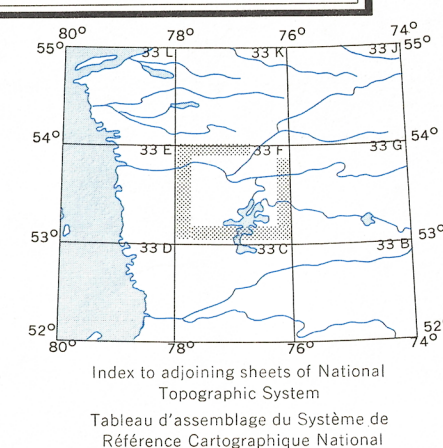 80° 78° 76° 74°
55° 33 L 33 K 33 J 55°
54° 33 E 33 F 33 G 54°
53° 33 D 33 C 33 B 53°
52° 52°
80° 78° 76° 74°
Index to adjoining sheets of National
Topographic System
Tableau d'assemblage du Système de
Référence Cartographique National